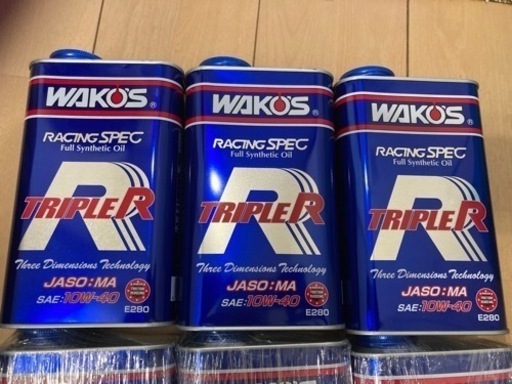 WAKO'S®
RACING SPEC
Full Synthetic Oil
R
TRIPLE R
Three Dimensions Technology
JASO:MA
SAE:10W-40
E280
WAKO'S®
RACING SPEC
Full Synthetic Oil
R
TRIPLE R
Three Dimensions Technology
JASO:MA
SAE:10W-40
E280
WAKO'S®
RACING SPEC
Full Synthetic Oil
R
TRIPLE R
Three Dimensions Technology
JASO:MA
SAE:10W-40
E280